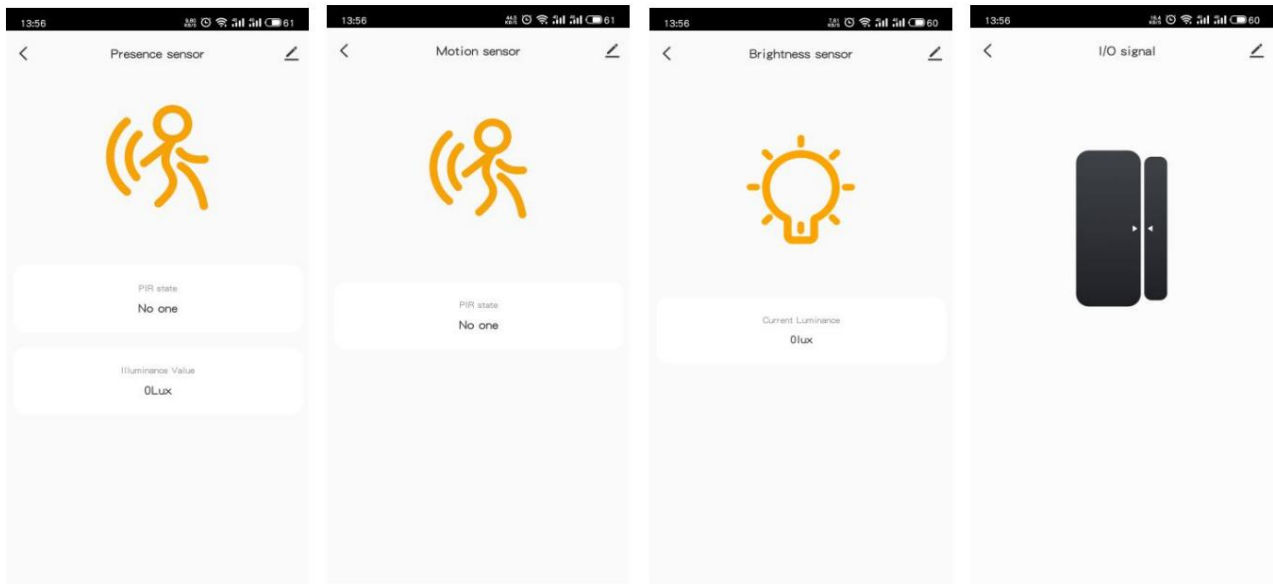 13:56
61
Presence sensor
PIR state
No one
Illuminance Value
0Lux
13:56
61
Motion sensor
PIR state
No one
13:56
60
Brightness sensor
Current Luminance
0lux
13:56
60
I/O signal